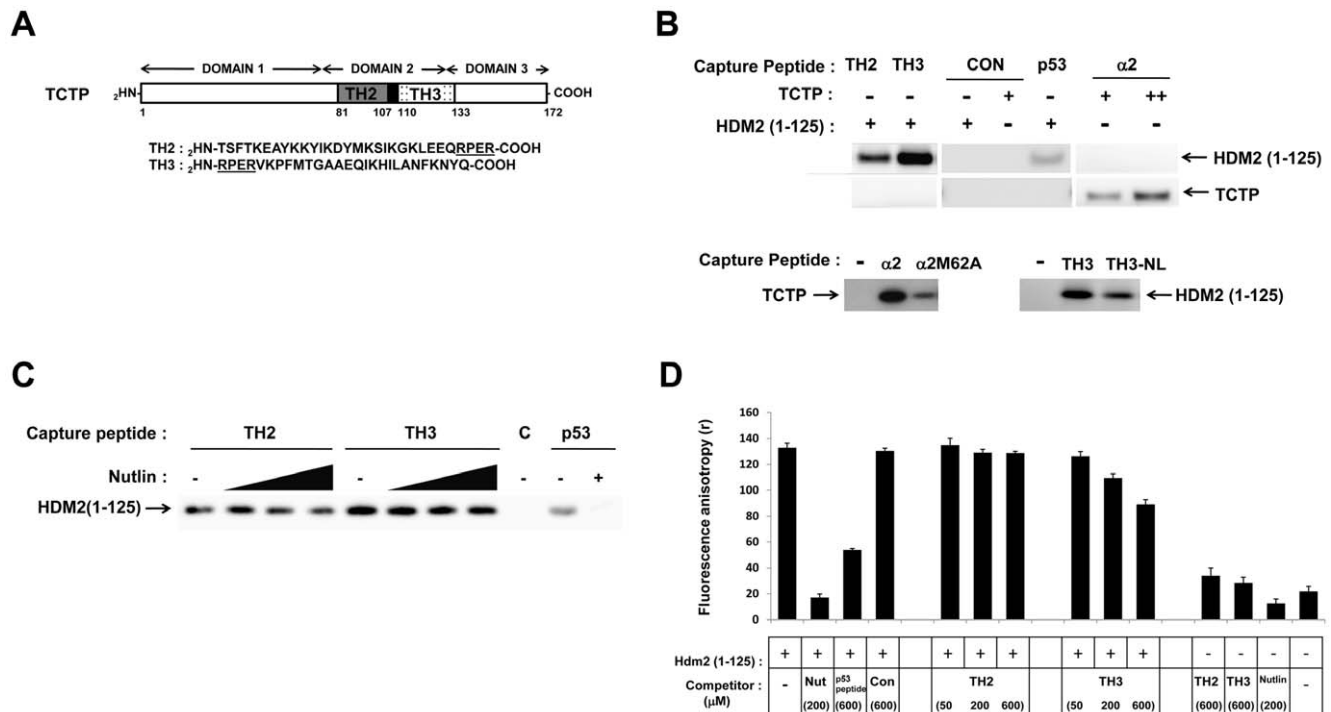 A
DOMAIN 1 DOMAIN 2 DOMAIN 3
TCTP 2HN- TH2 TH3 - COOH
1 81 107 110 133 172
TH2 : 2HN-TSFTKEAYKKYIKDYMKSIKGKLEEQRPER-COOH
TH3 : 2HN-RPERVKPFMTGAAEQIKHILANFKNYQ-COOH
B
Capture Peptide : TH2 TH3 CON p53 α2
TCTP : - - - + - + ++
HDM2 (1-125) : + + + - + - -
HDM2 (1-125)
TCTP
Capture Peptide : - α2 α2M62A - TH3 TH3-NL
TCTP HDM2 (1-125)
C
Capture peptide : TH2 TH3 C p53
Nutlin : - - - - +
HDM2(1-125)
D
Fluorescence anisotropy (r)
160
140
120
100
80
60
40
20
0
Hdm2 (1-125) : + + + + + + + + + + - - - -
Competitor : - Nut p53 peptide Con TH2 TH3 TH2 TH3 Nutlin -
(μM) (200) (600) (600) (50 200 600) (50 200 600) (600) (600) (200)